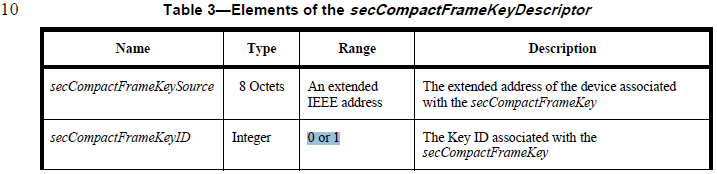 10
Table 3—Elements of the secCompactFrameKeyDescriptor
Name Type Range Description
secCompactFrameKeySource 8 Octets An extended The extended address of the device associated
IEEE address with the secCompactFrameKey
secCompactFrameKeyID Integer 0 or 1 The Key ID associated with the
secCompactFrameKey